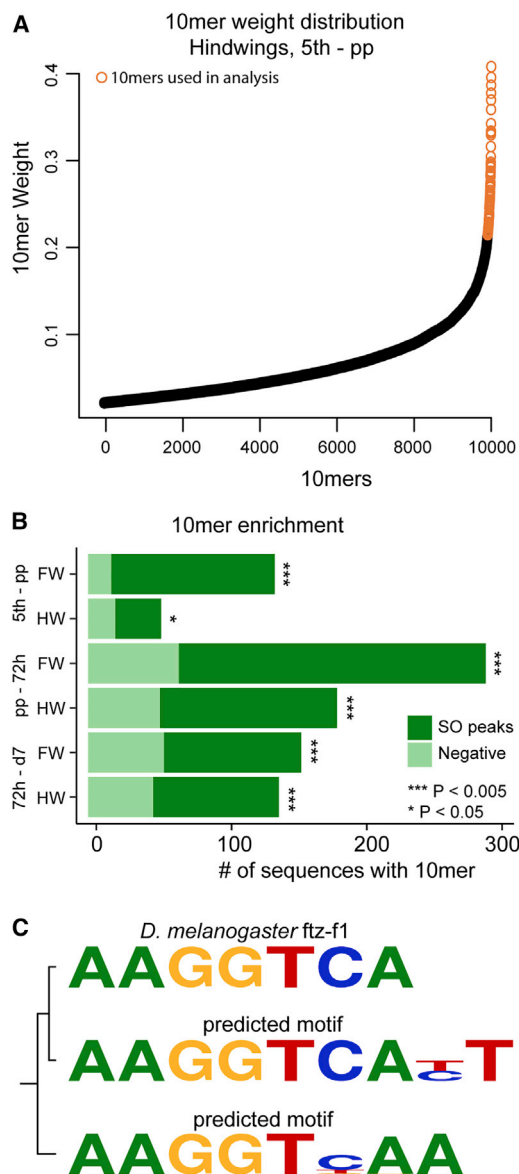 A
10mer weight distribution
Hindwings, 5th - pp
10mers used in analysis
10mer Weight
0.4
0.3
0.2
0.1
0 2000 4000 6000 8000 10000
10mers
B
10mer enrichment
5th - pp
FW
***
HW
*
pp - 72h
FW
***
HW
***
72h - d7
FW
***
HW
***
SO peaks
Negative
*** P < 0.005
* P < 0.05
0 100 200 300
# of sequences with 10mer
C
D. melanogaster ftz-f1
AAGGTCA
predicted motif
AAGGTCATT
C
predicted motif
AAGGTCAA
T